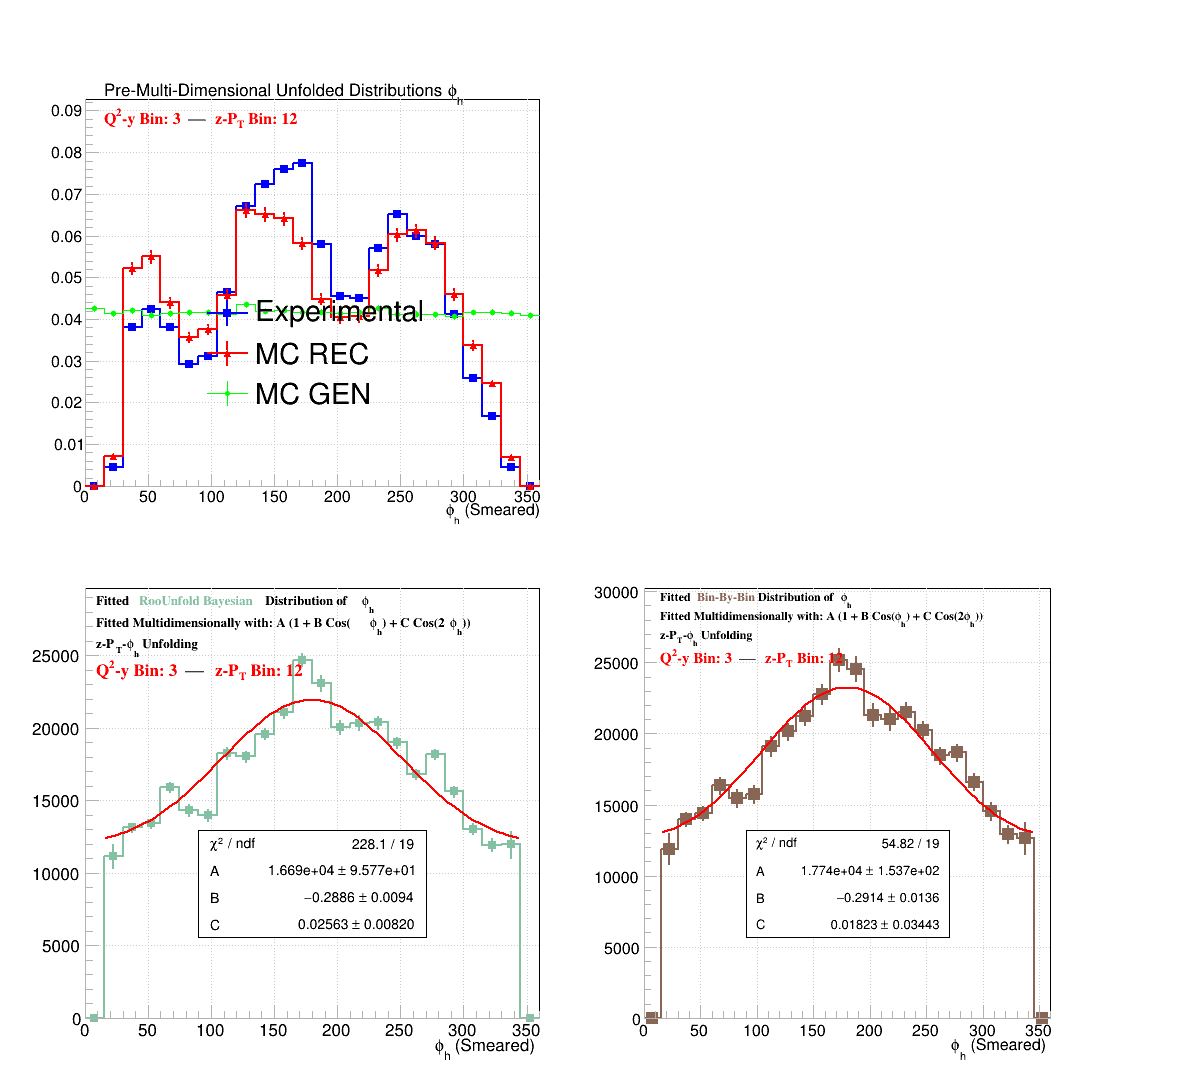 Pre-Multi-Dimensional Unfolded Distributions ϕh
Q2-y Bin: 3 — z-PT Bin: 12
0.09
0.08
0.07
0.06
0.05
0.04
0.03
0.02
0.01
0
Experimental
MC REC
MC GEN
0 50 100 150 200 250 300 350
ϕh (Smeared)
Fitted RooUnfold Bayesian Distribution of ϕh
Fitted Multidimensionally with: A (1 + B Cos( ϕh) + C Cos(2 ϕh))
z-PT-ϕh Unfolding
Q2-y Bin: 3 — z-PT Bin: 12
25000
20000
15000
10000
5000
0
χ2 / ndf 228.1 / 19
A 1.669e+04 ± 9.577e+01
B −0.2886 ± 0.0094
C 0.02563 ± 0.00820
0 50 100 150 200 250 300 350
ϕh (Smeared)
Fitted Bin-By-Bin Distribution of ϕh
Fitted Multidimensionally with: A (1 + B Cos(ϕh) + C Cos(2ϕh))
z-PT-ϕh Unfolding
Q2-y Bin: 3 — z-PT Bin: 12
30000
25000
20000
15000
10000
5000
0
χ2 / ndf 54.82 / 19
A 1.774e+04 ± 1.537e+02
B −0.2914 ± 0.0136
C 0.01823 ± 0.03443
0 50 100 150 200 250 300 350
ϕh (Smeared)